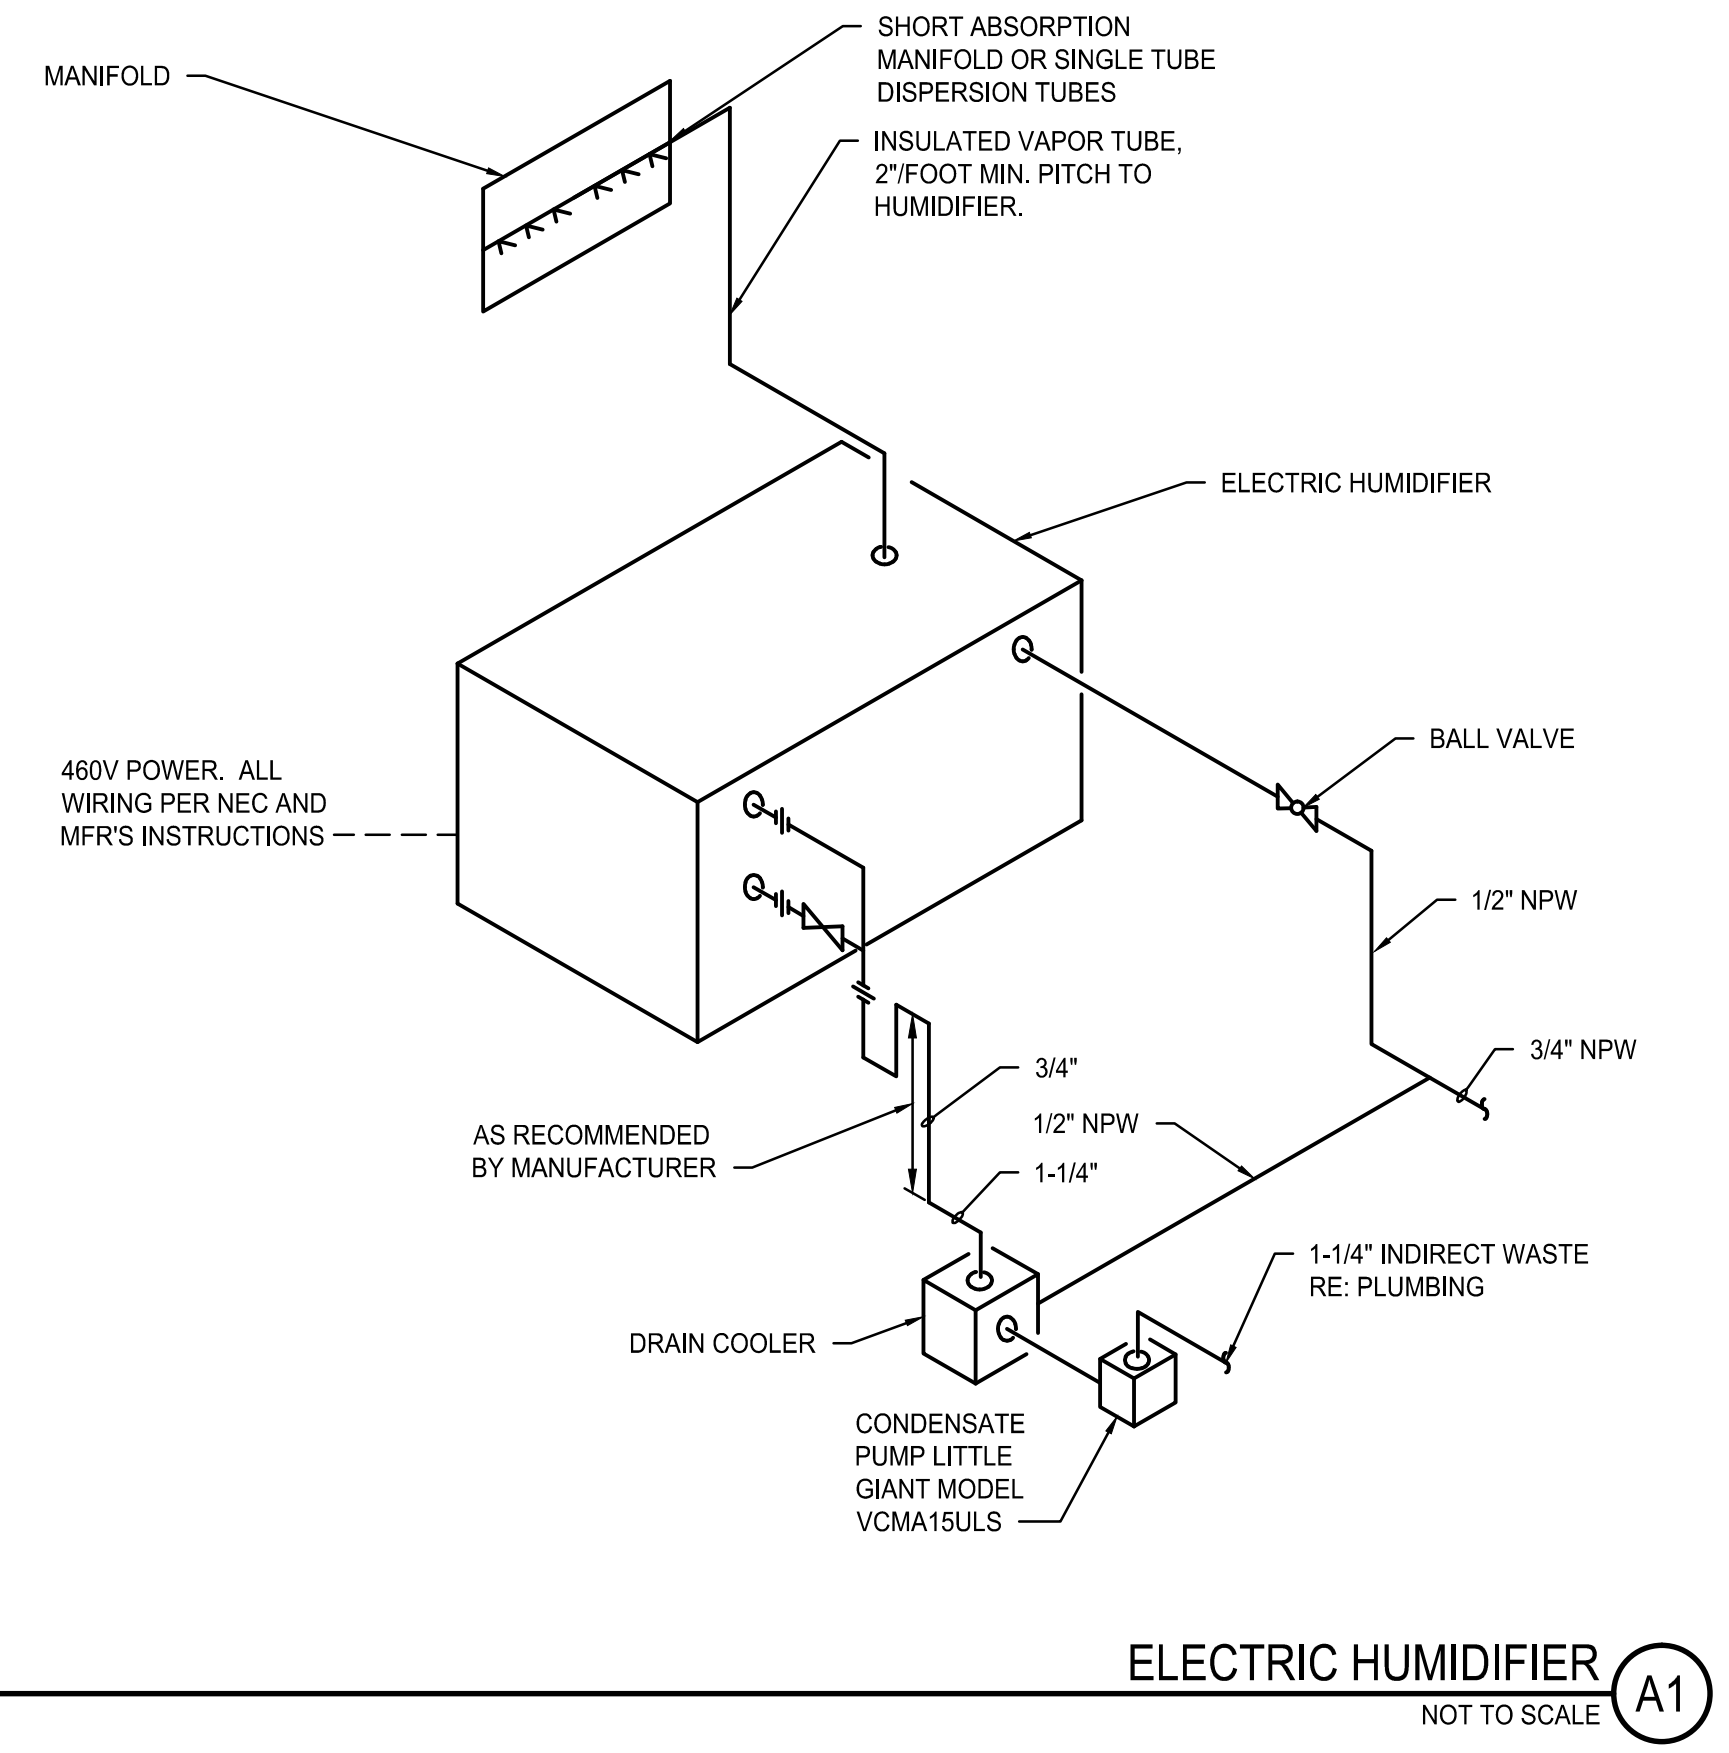 SHORT ABSORPTION
MANIFOLD OR SINGLE TUBE
DISPERSION TUBES
MANIFOLD
INSULATED VAPOR TUBE,
2"/FOOT MIN. PITCH TO
HUMIDIFIER.
ELECTRIC HUMIDIFIER
BALL VALVE
460V POWER. ALL
WIRING PER NEC AND
MFR'S INSTRUCTIONS
1/2" NPW
3/4" NPW
3/4"
1/2" NPW
AS RECOMMENDED
BY MANUFACTURER
1-1/4"
1-1/4" INDIRECT WASTE
RE: PLUMBING
DRAIN COOLER
CONDENSATE
PUMP LITTLE
GIANT MODEL
VCMA15ULS
ELECTRIC HUMIDIFIER
A1
NOT TO SCALE